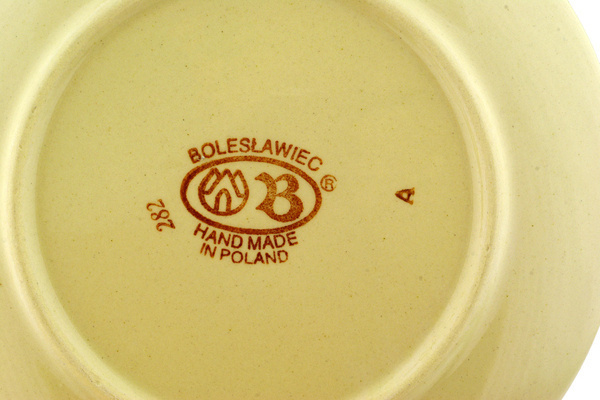 BOLESŁAWIEC
B ®
HAND MADE
IN POLAND
282
A